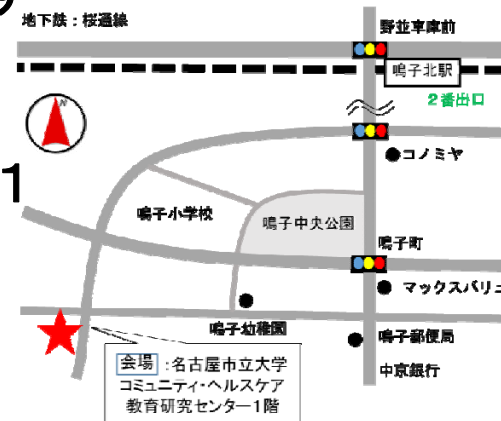 地下鉄:桜通線
野並車庫前
鳴子北駅
2番出口
N
コノミヤ
1
鳴子小学校
鳴子中央公園
鳴子町
マックスバリュ
鳴子幼稚園
鳴子郵便局
中京銀行
会場:名古屋市立大学
コミュニティ・ヘルスケア
教育研究センター1階